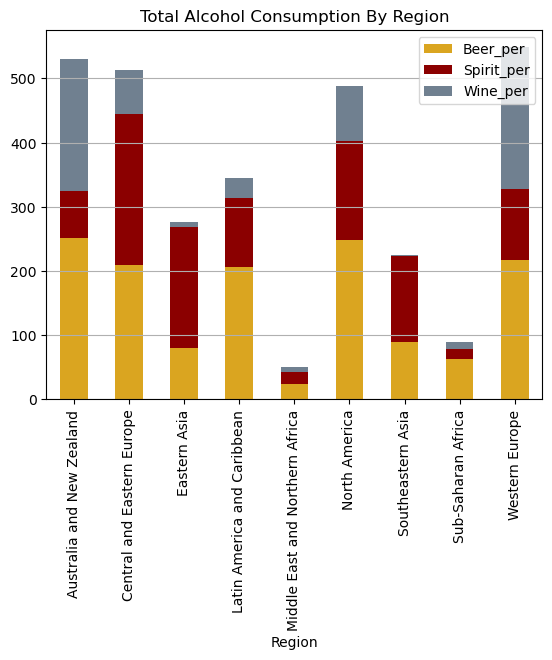 Total Alcohol Consumption By Region
Beer_per
Spirit_per
Wine_per
500
400
300
200
100
0
Australia and New Zealand
Central and Eastern Europe
Eastern Asia
Latin America and Caribbean
Middle East and Northern Africa
North America
Southeastern Asia
Sub-Saharan Africa
Western Europe
Region